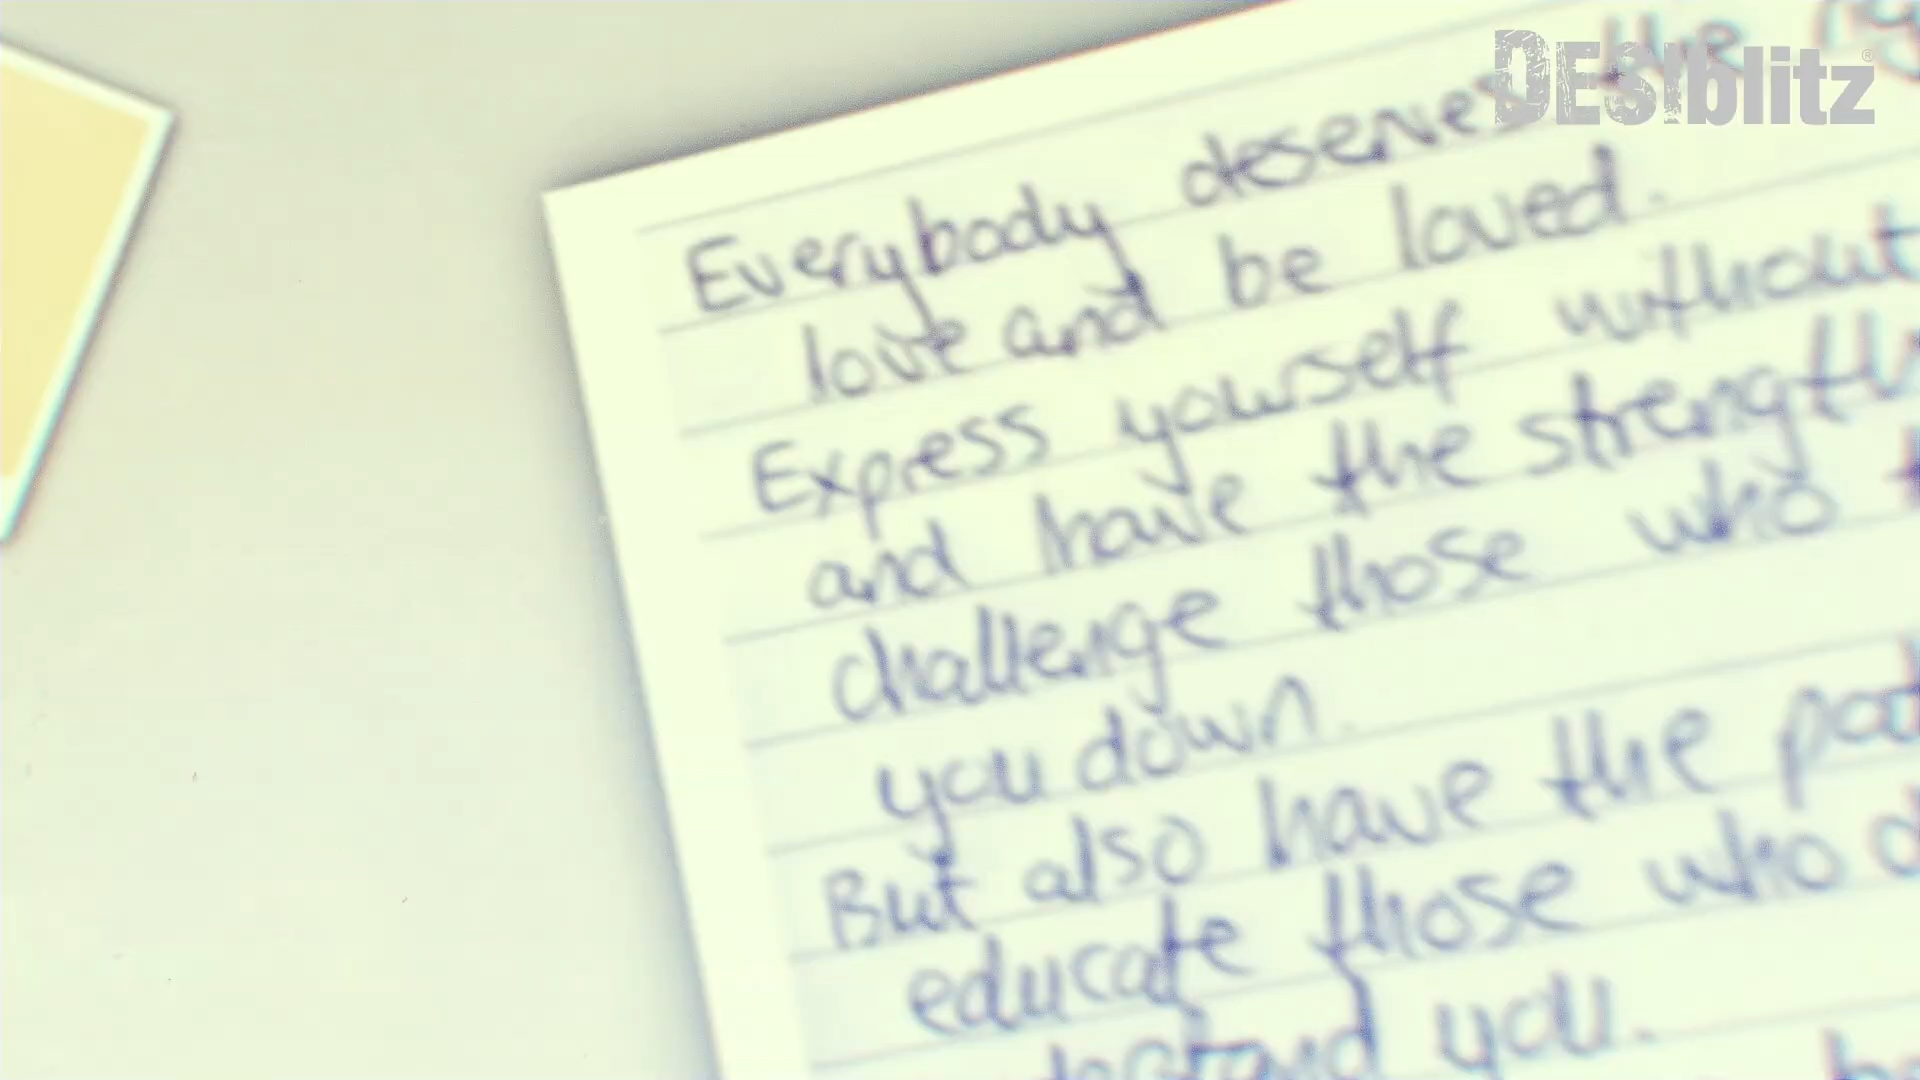 DESIblitz
Everybody deserves the
love and be loved.
Express yourself without
and have the strength
challenge those who
you down.
But also have the
educate those who
you.